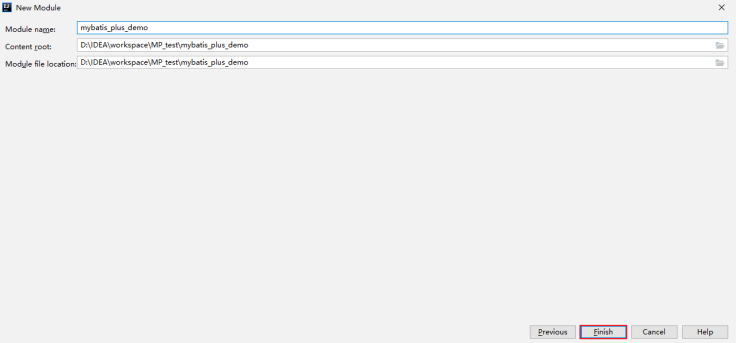 New Module
Module name: mybatis_plus_demo
Content root: D:\IDEA\workspace\MP_test\mybatis_plus_demo
Module file location: D:\IDEA\workspace\MP_test\mybatis_plus_demo
Previous Finish Cancel Help